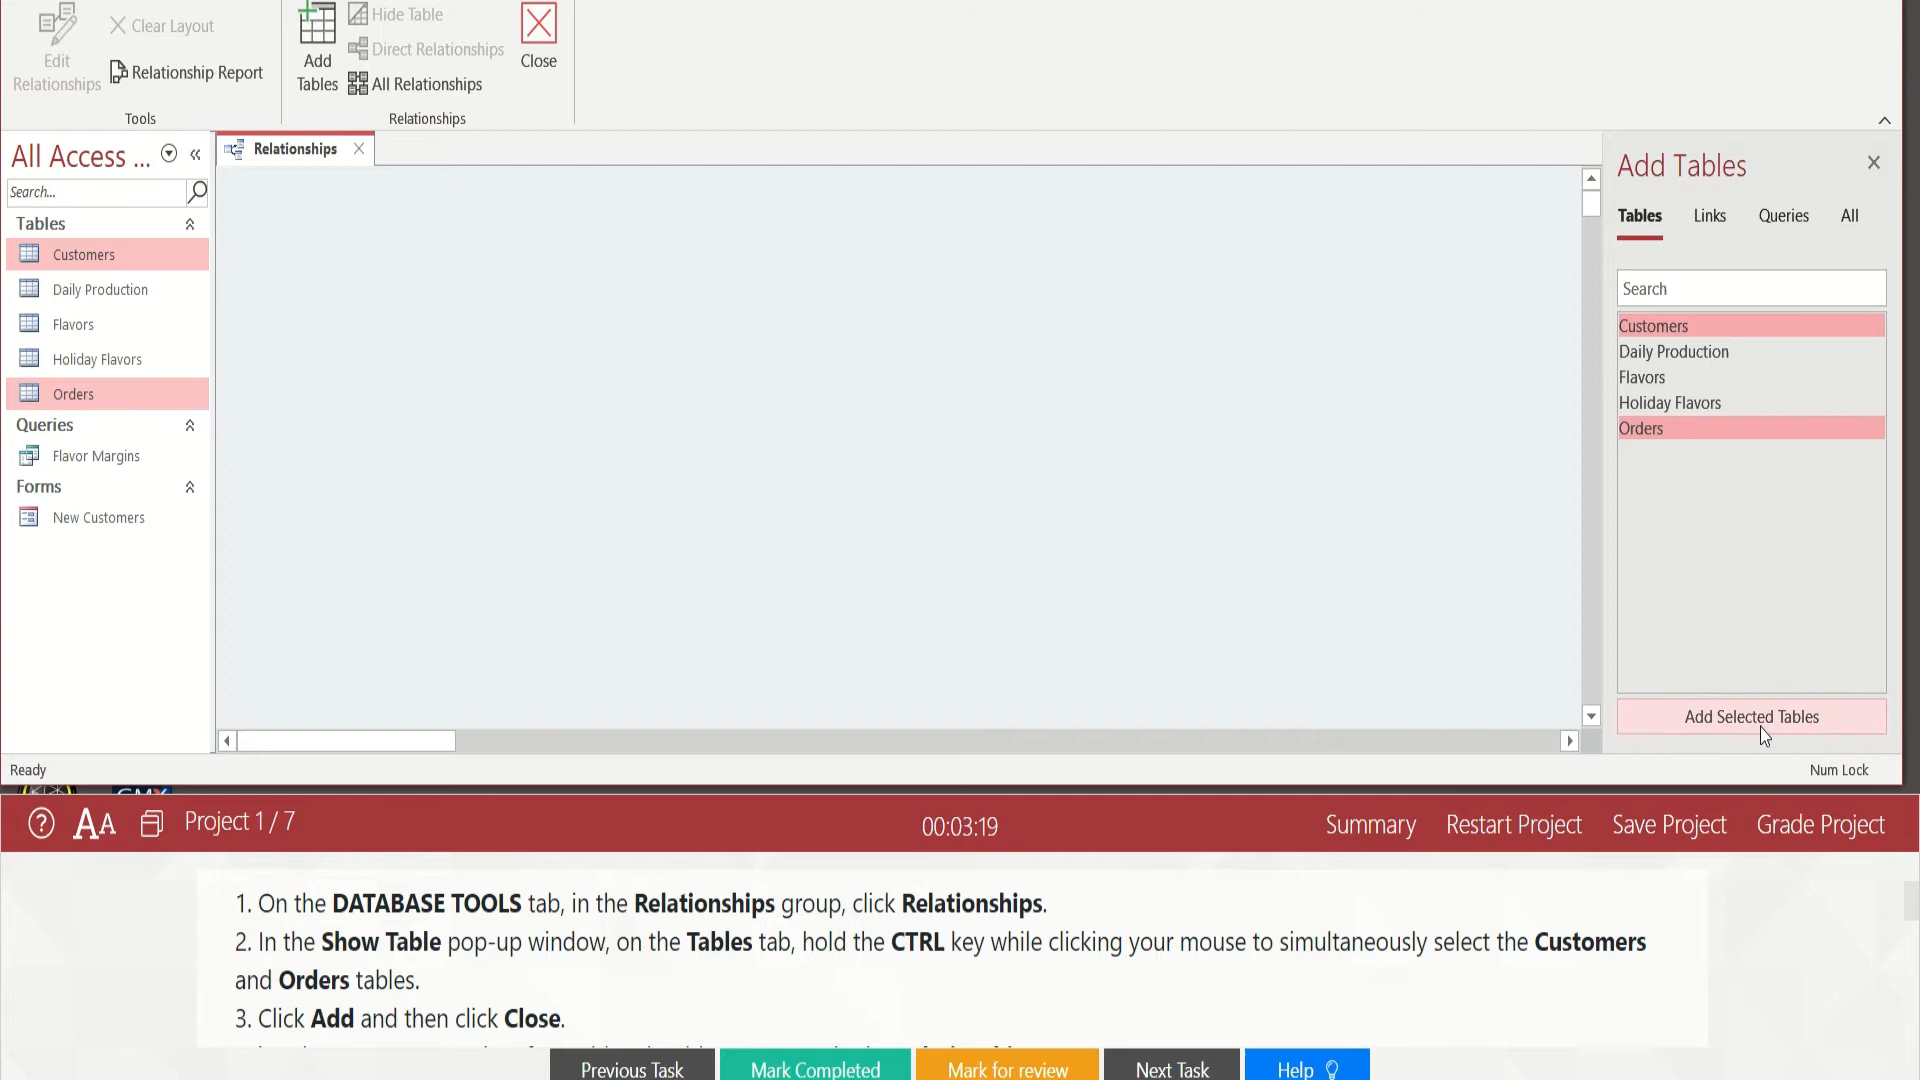 Edit
Relationships
Clear Layout
Relationship Report
Tools
Add
Tables
Hide Table
Direct Relationships
All Relationships
Close
Relationships
All Access ...
Search...
Tables
Customers
Daily Production
Flavors
Holiday Flavors
Orders
Queries
Flavor Margins
Forms
New Customers
Relationships
Add Tables
Tables Links Queries All
Search
Customers
Daily Production
Flavors
Holiday Flavors
Orders
Add Selected Tables
Ready
Num Lock
AA Project 1 / 7
00:03:19
Summary Restart Project Save Project Grade Project
1. On the DATABASE TOOLS tab, in the Relationships group, click Relationships.
2. In the Show Table pop-up window, on the Tables tab, hold the CTRL key while clicking your mouse to simultaneously select the Customers
and Orders tables.
3. Click Add and then click Close.
Previous Task Mark Completed Mark for review Next Task Help